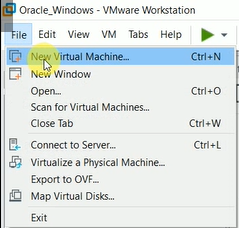 Oracle_Windows - VMware Workstation
File Edit View VM Tabs Help
New Virtual Machine... Ctrl+N
New Window
Open... Ctrl+O
Scan for Virtual Machines...
Close Tab Ctrl+W
Connect to Server... Ctrl+L
Virtualize a Physical Machine...
Export to OVF...
Map Virtual Disks...
Exit